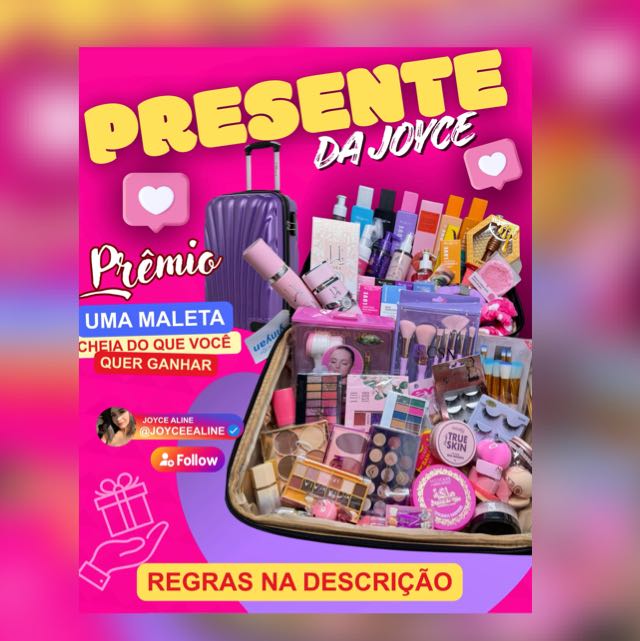 PRESENTE
DA JOYCE
Prêmio
UMA MALETA
CHEIA DO QUE VOCÊ
QUER GANHAR
JOYCE ALINE
@JOYCEEALINE
Follow
TRUE
SKIN
REGRAS NA DESCRIÇÃO